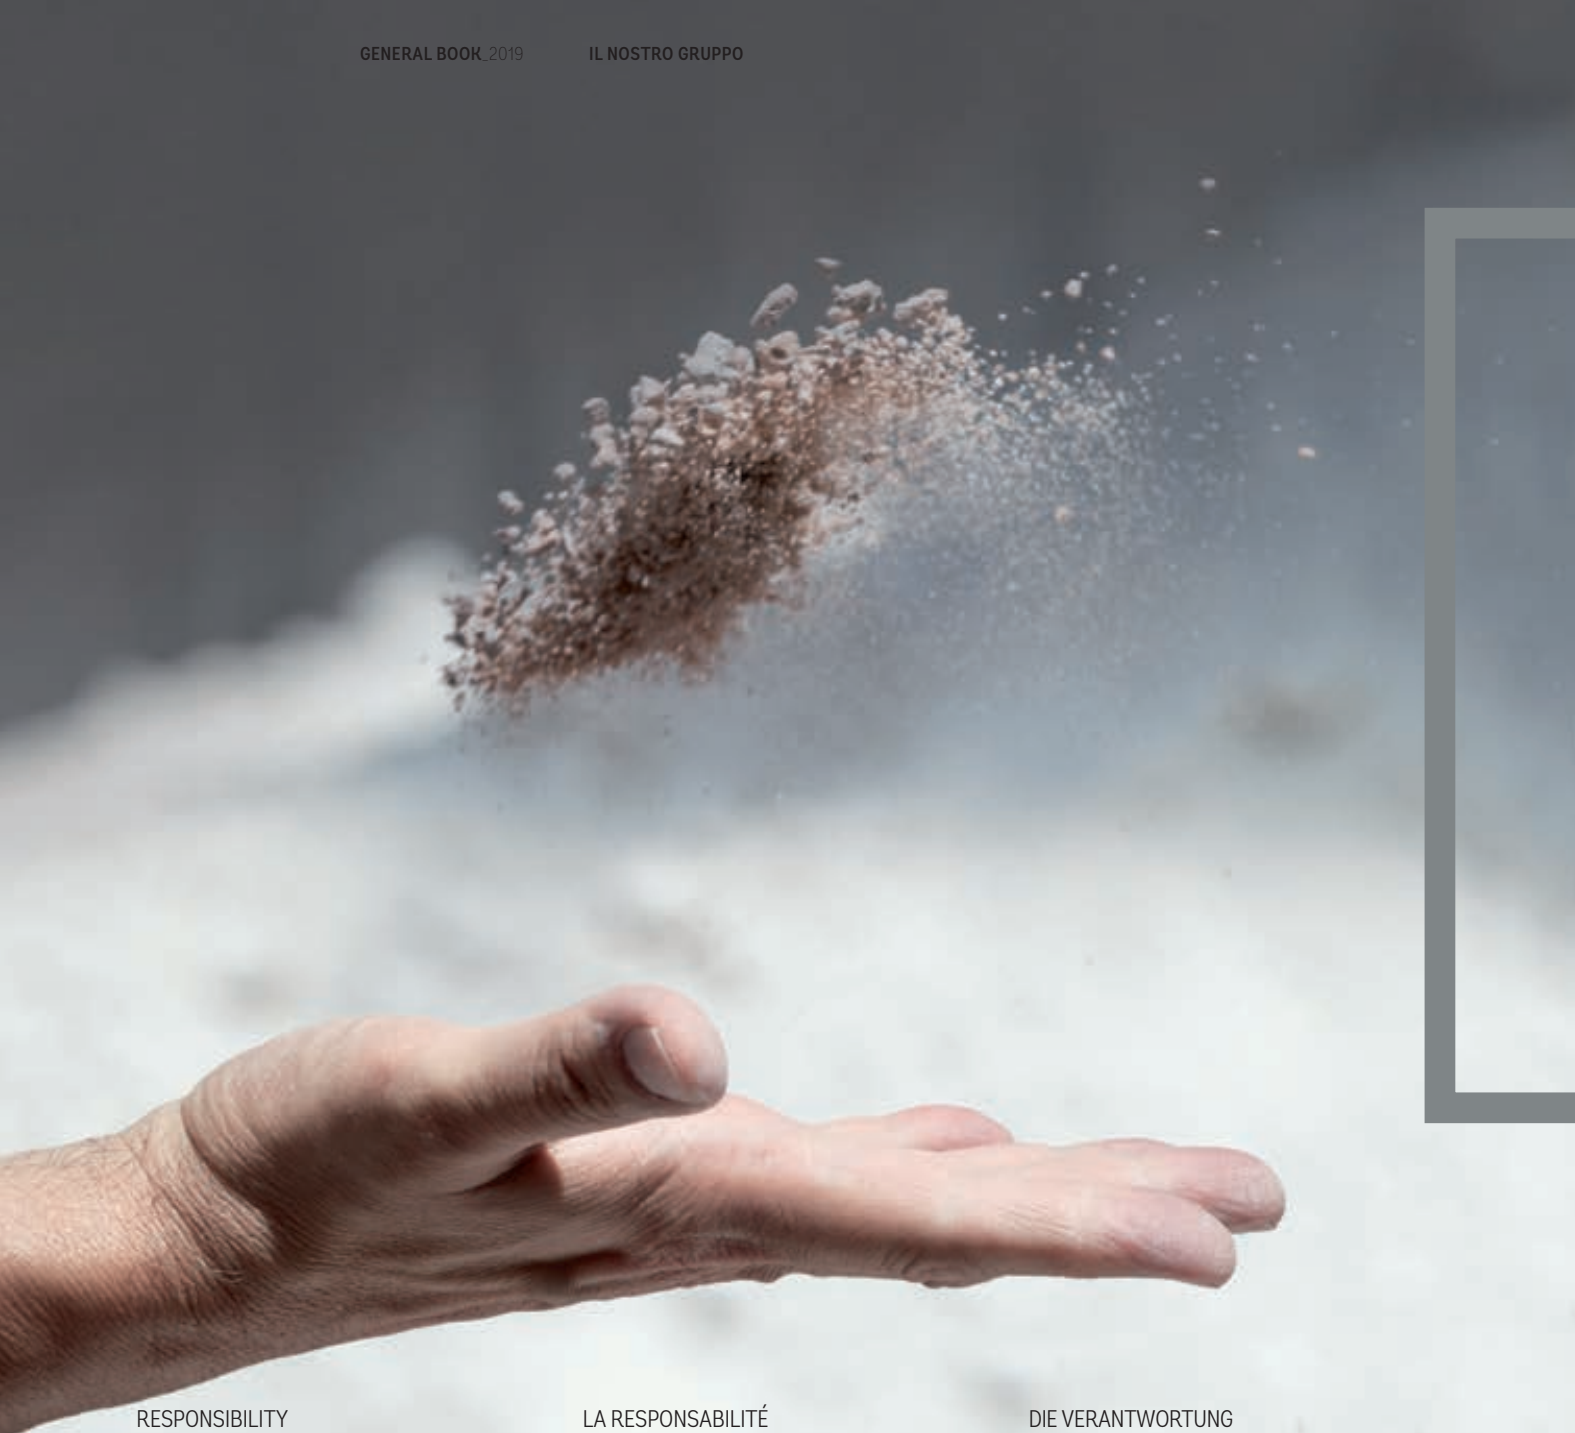 GENERAL BOOK_2019 IL NOSTRO GRUPPO
RESPONSIBILITY LA RESPONSABILITÉ DIE VERANTWORTUNG